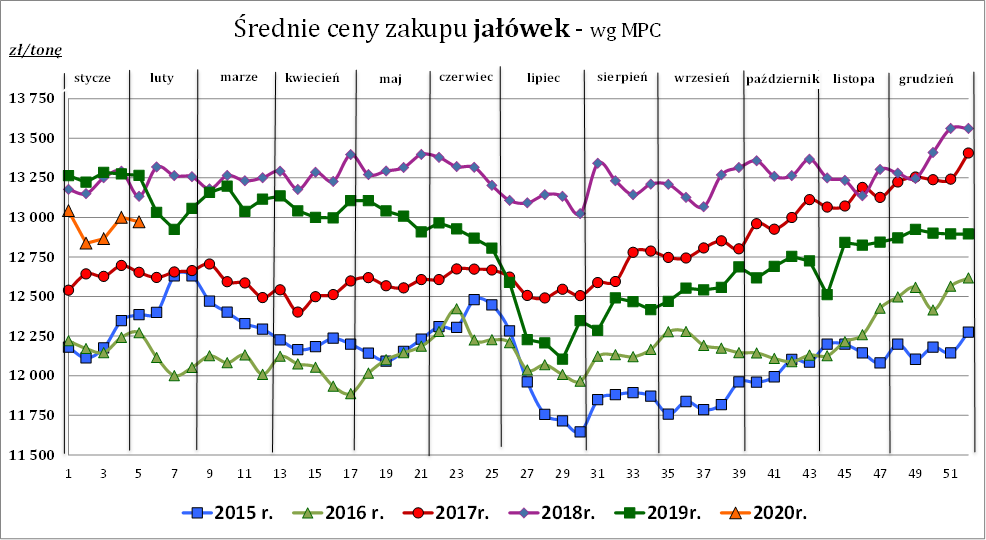 Średnie ceny zakupu jałówek - wg MPC
zł/tonę
stycze luty marze kwiecień maj czerwiec lipiec sierpień wrzesień październik listopa grudzień
13 750
13 500
13 250
13 000
12 750
12 500
12 250
12 000
11 750
11 500
1 3 5 7 9 11 13 15 17 19 21 23 25 27 29 31 33 35 37 39 41 43 45 47 49 51
2015 r. 2016 r. 2017r. 2018r. 2019r. 2020r.